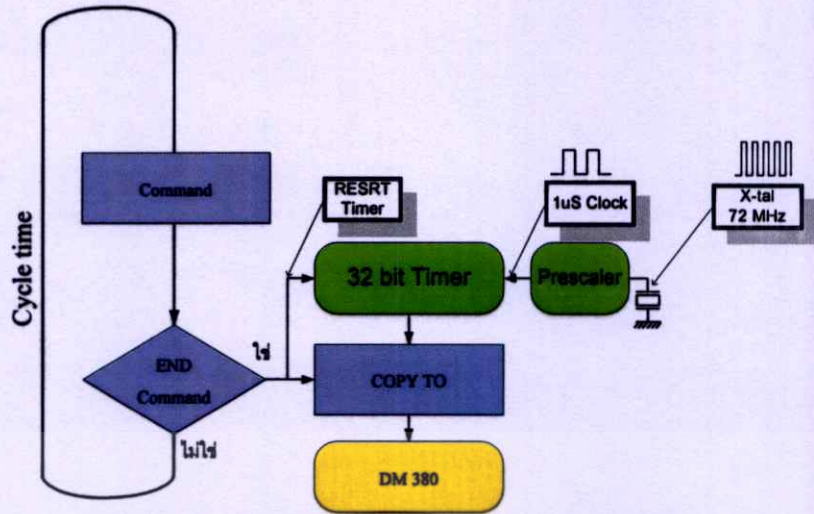 Cycle time
Command
END
Command
ใช่
ไม่ใช่
RESRT
Timer
32 bit Timer
1uS Clock
Prescaler
X-tal
72 MHz
COPY TO
DM 380